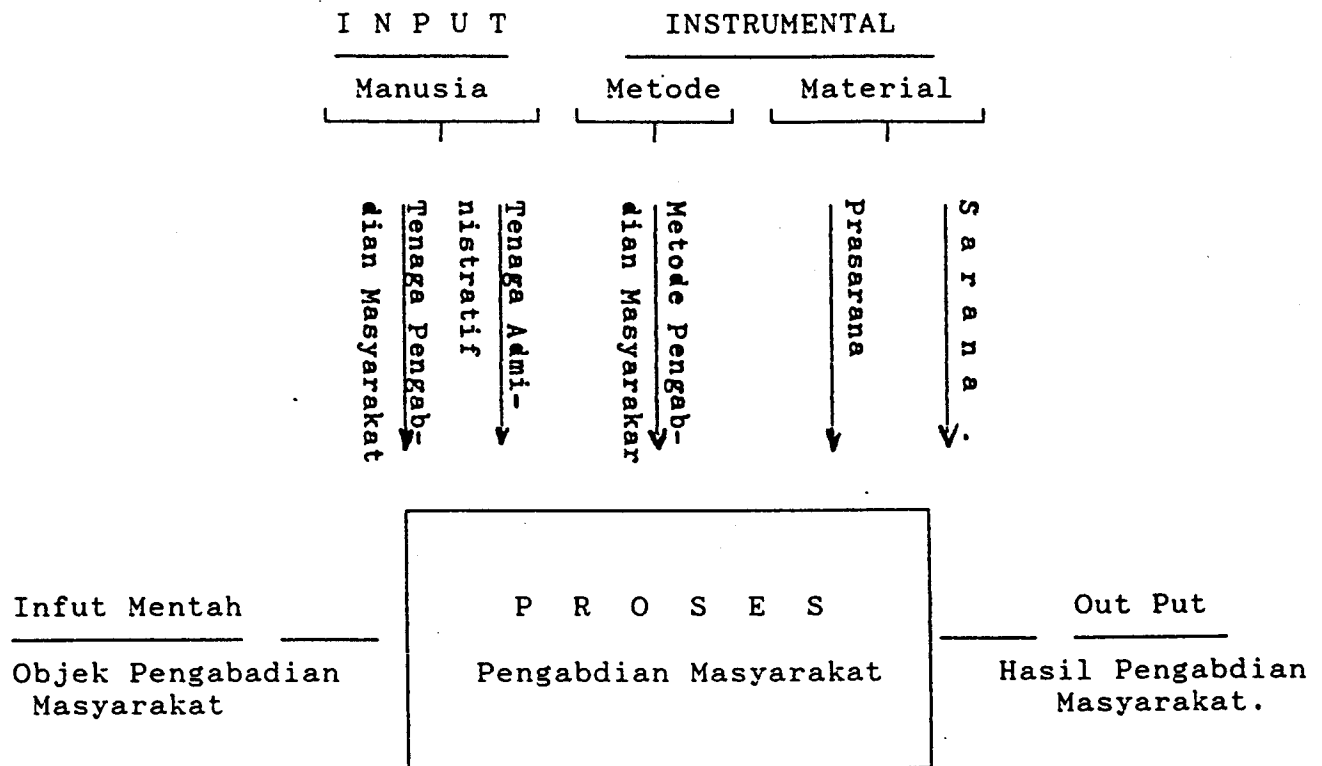 I N P U T INSTRUMENTAL
Manusia Metode Material
Tenaga Pengab-
dian Masyarakat
Tenaga Admi-
nistratif
Metode Pengab-
dian Masyarakar
Prasarana
S a r a n a .
Infut Mentah
Objek Pengabadian
Masyarakat
P R O S E S
Pengabdian Masyarakat
Out Put
Hasil Pengabdian
Masyarakat.